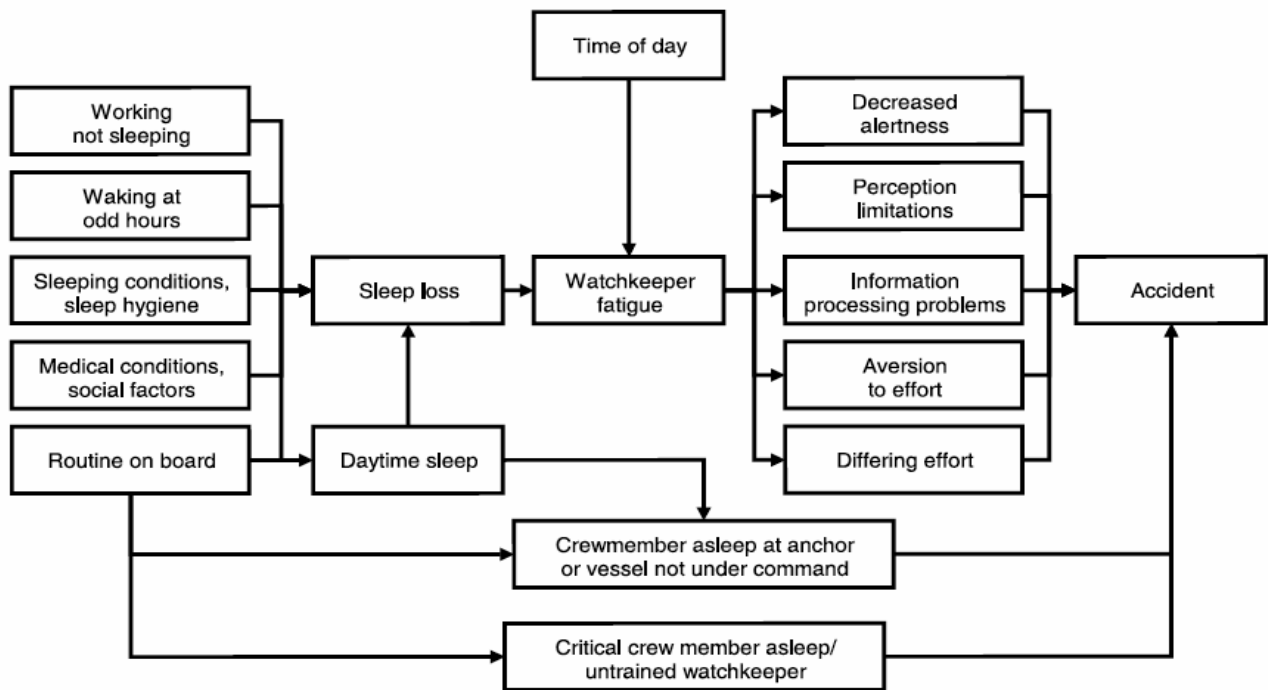 Time of day
Working
not sleeping
Waking at
odd hours
Sleeping conditions,
sleep hygiene
Medical conditions,
social factors
Routine on board
Sleep loss
Daytime sleep
Watchkeeper
fatigue
Decreased
alertness
Perception
limitations
Information
processing problems
Aversion
to effort
Differing effort
Accident
Crewmember asleep at anchor
or vessel not under command
Critical crew member asleep/
untrained watchkeeper